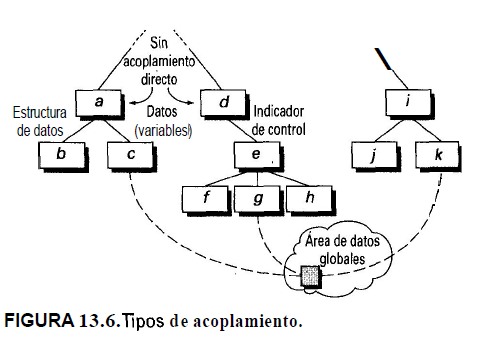 Sin
acoplamiento
directo
a
d
i
Estructura
de datos
Datos
(variables!)
Indicador
de control
b
c
e
j
k
f
g
h
Área de datos
globales
FIGURA 13.6.Tipos de acoplamiento.